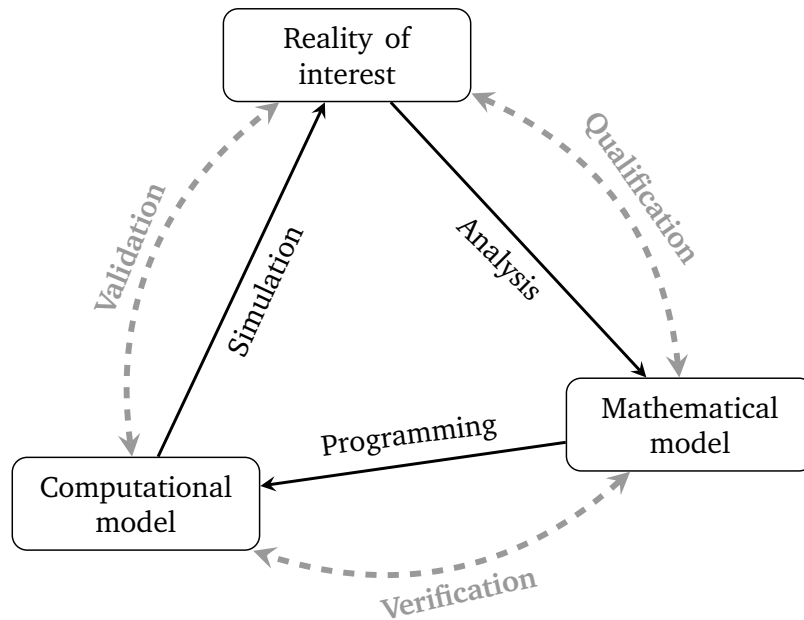 Reality of
interest
Qualification
Validation
Analysis
Simulation
Mathematical
model
Programming
Computational
model
Verification